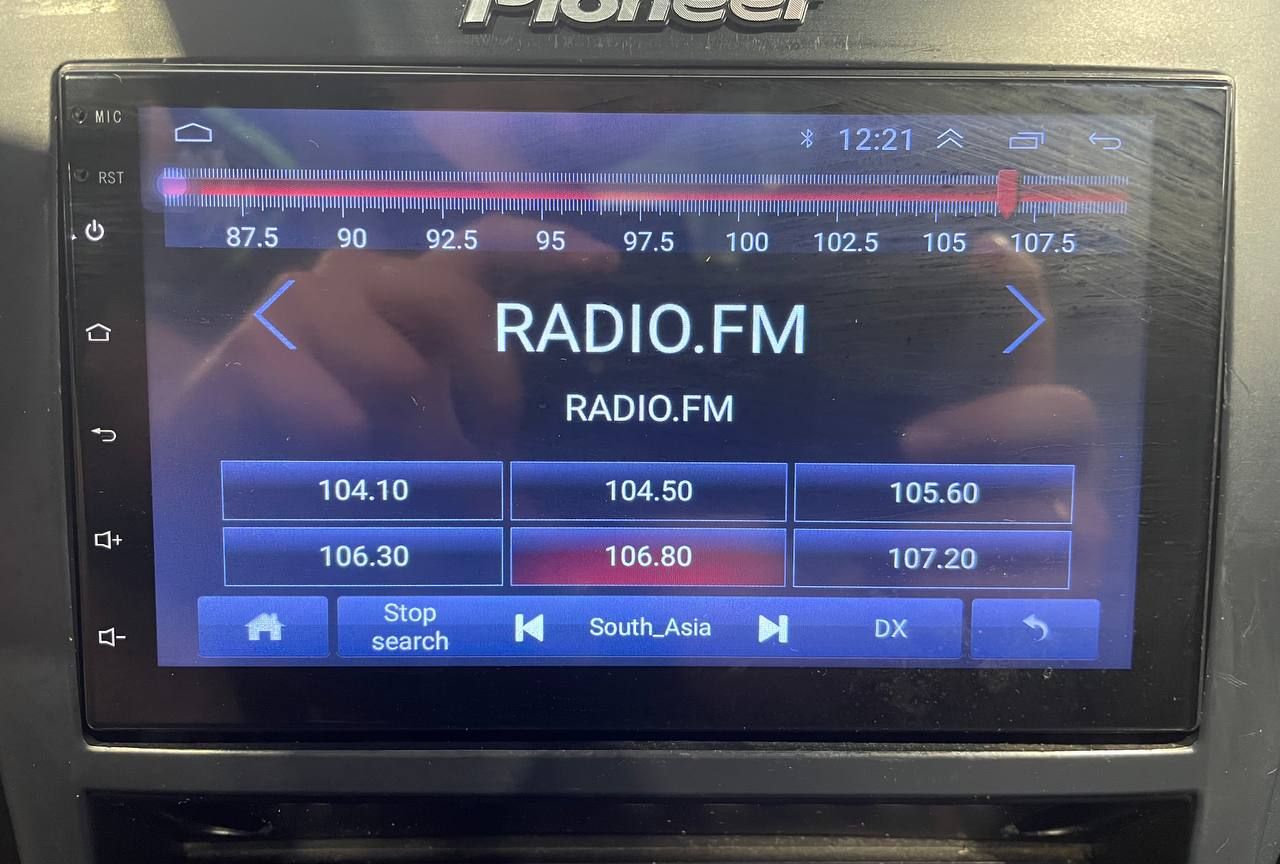 Pioneer
MIC
12:21
RST
87.5 90 92.5 95 97.5 100 102.5 105 107.5
RADIO.FM
RADIO.FM
104.10 104.50 105.60
106.30 106.80 107.20
Stop
search
South_Asia
DX